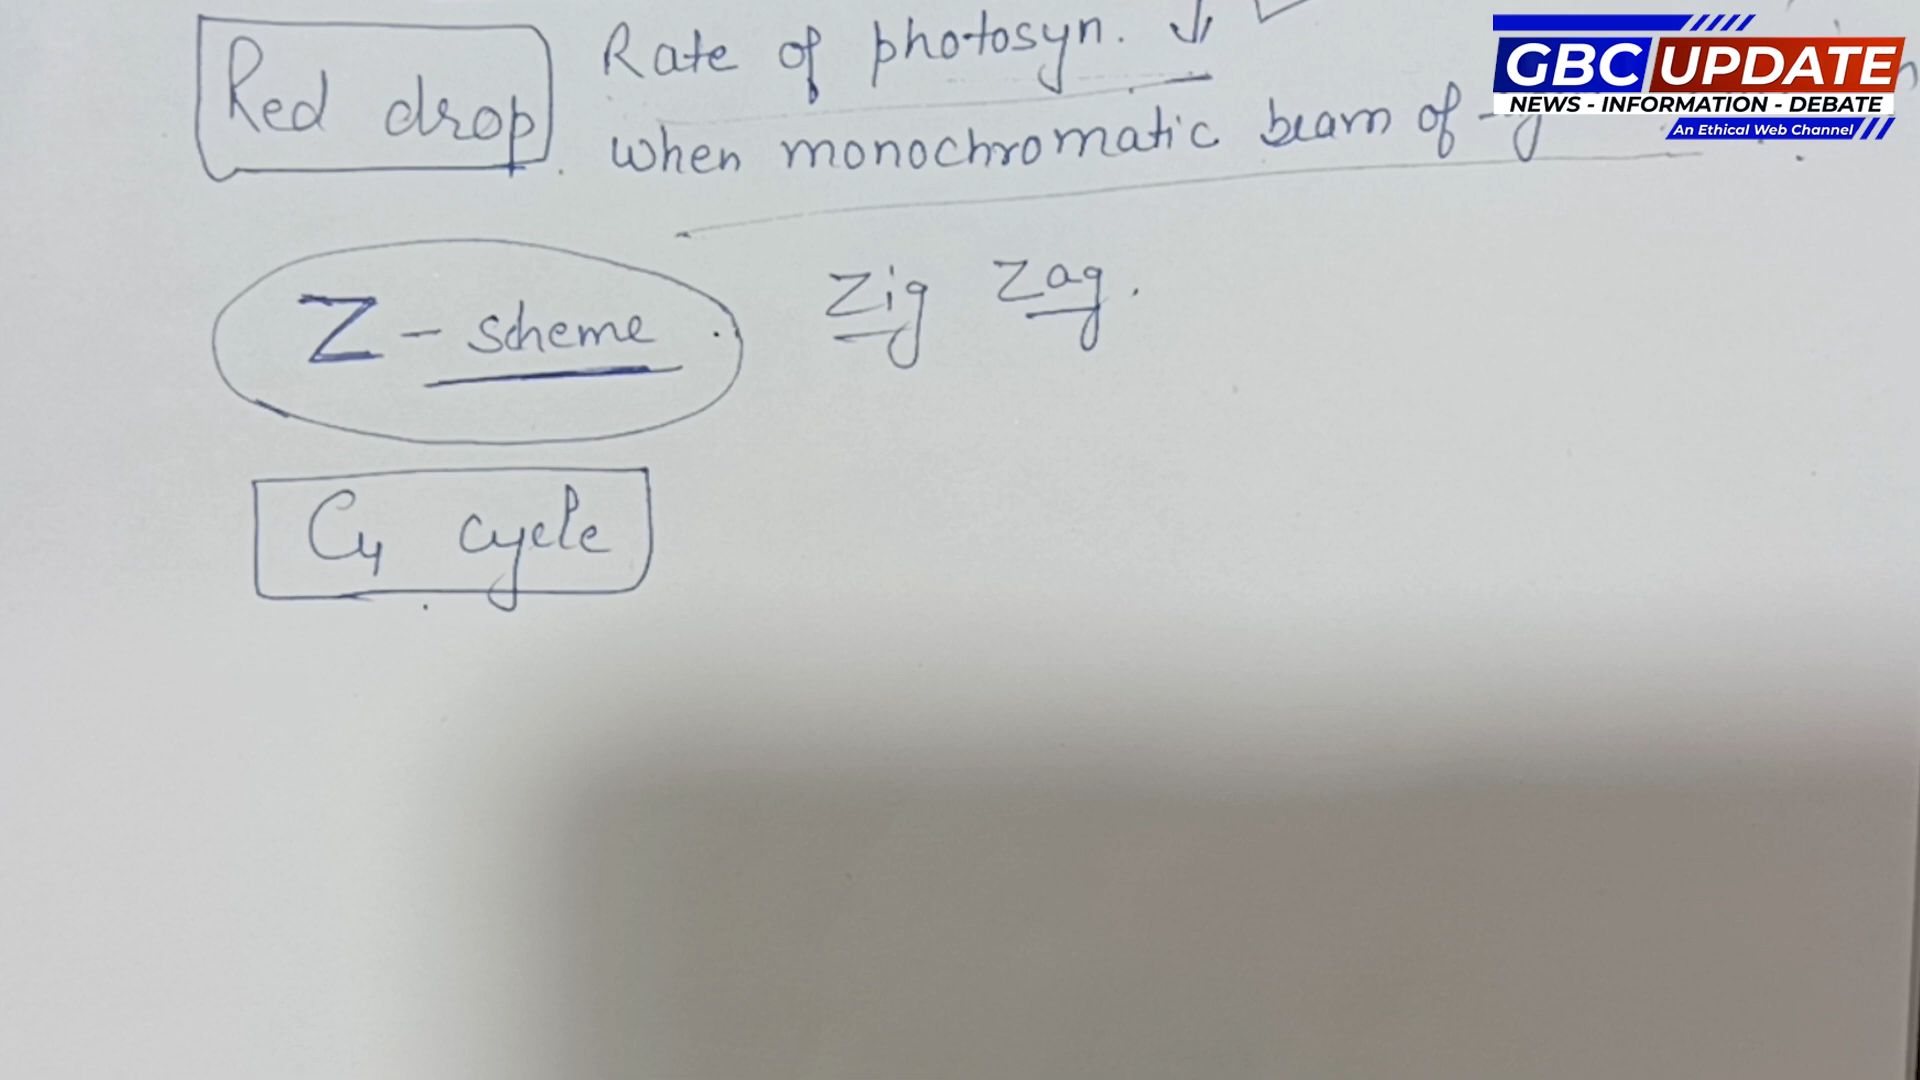 Red drop
Rate of photosyn. ↓
when monochromatic beam of
Z - scheme.
Zig Zag.
C4 cycle
GBC UPDATE
NEWS - INFORMATION - DEBATE
An Ethical Web Channel